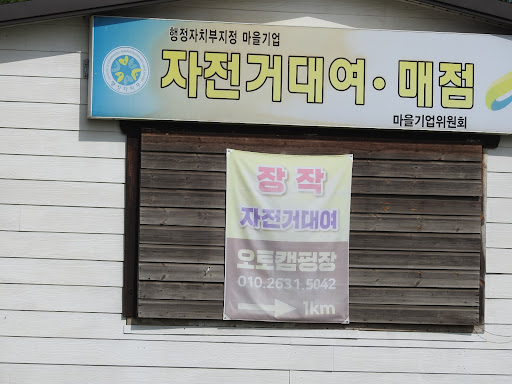 행정자치부지정 마을기업
자전거대여·매점
마을기업위원회
장 작
자전거대여
오토캠핑장
010.2631.5042
1km